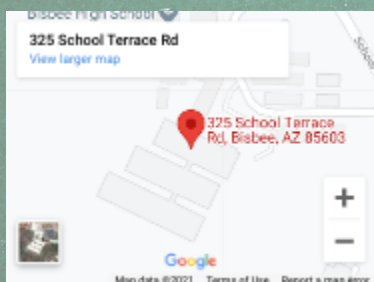 Bisbee High School
325 School Terrace Rd
View larger map
School
325 School Terrace
Rd, Bisbee, AZ 85603
+
−
Google
Map data ©2021 Terms of Use Report a map error